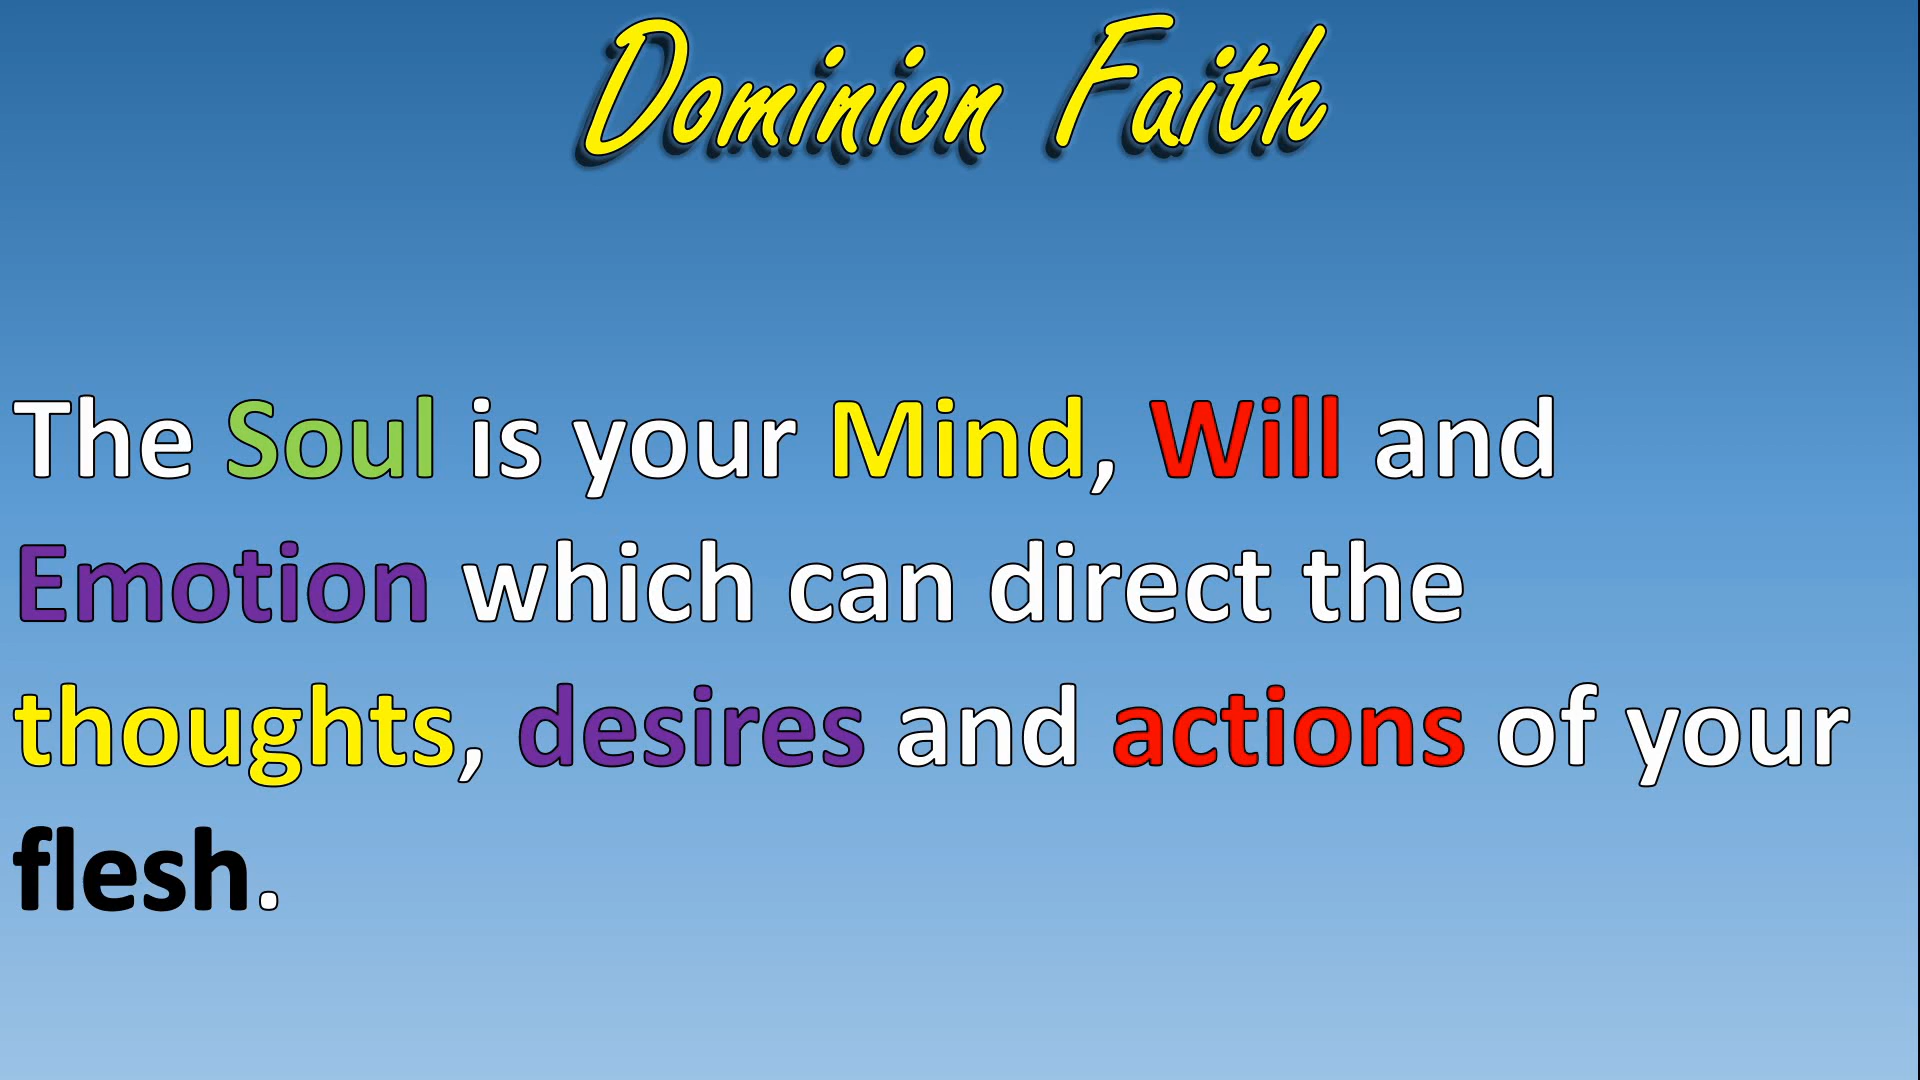 Dominion Faith
The Soul is your Mind, Will and
Emotion which can direct the
thoughts, desires and actions of your
flesh.